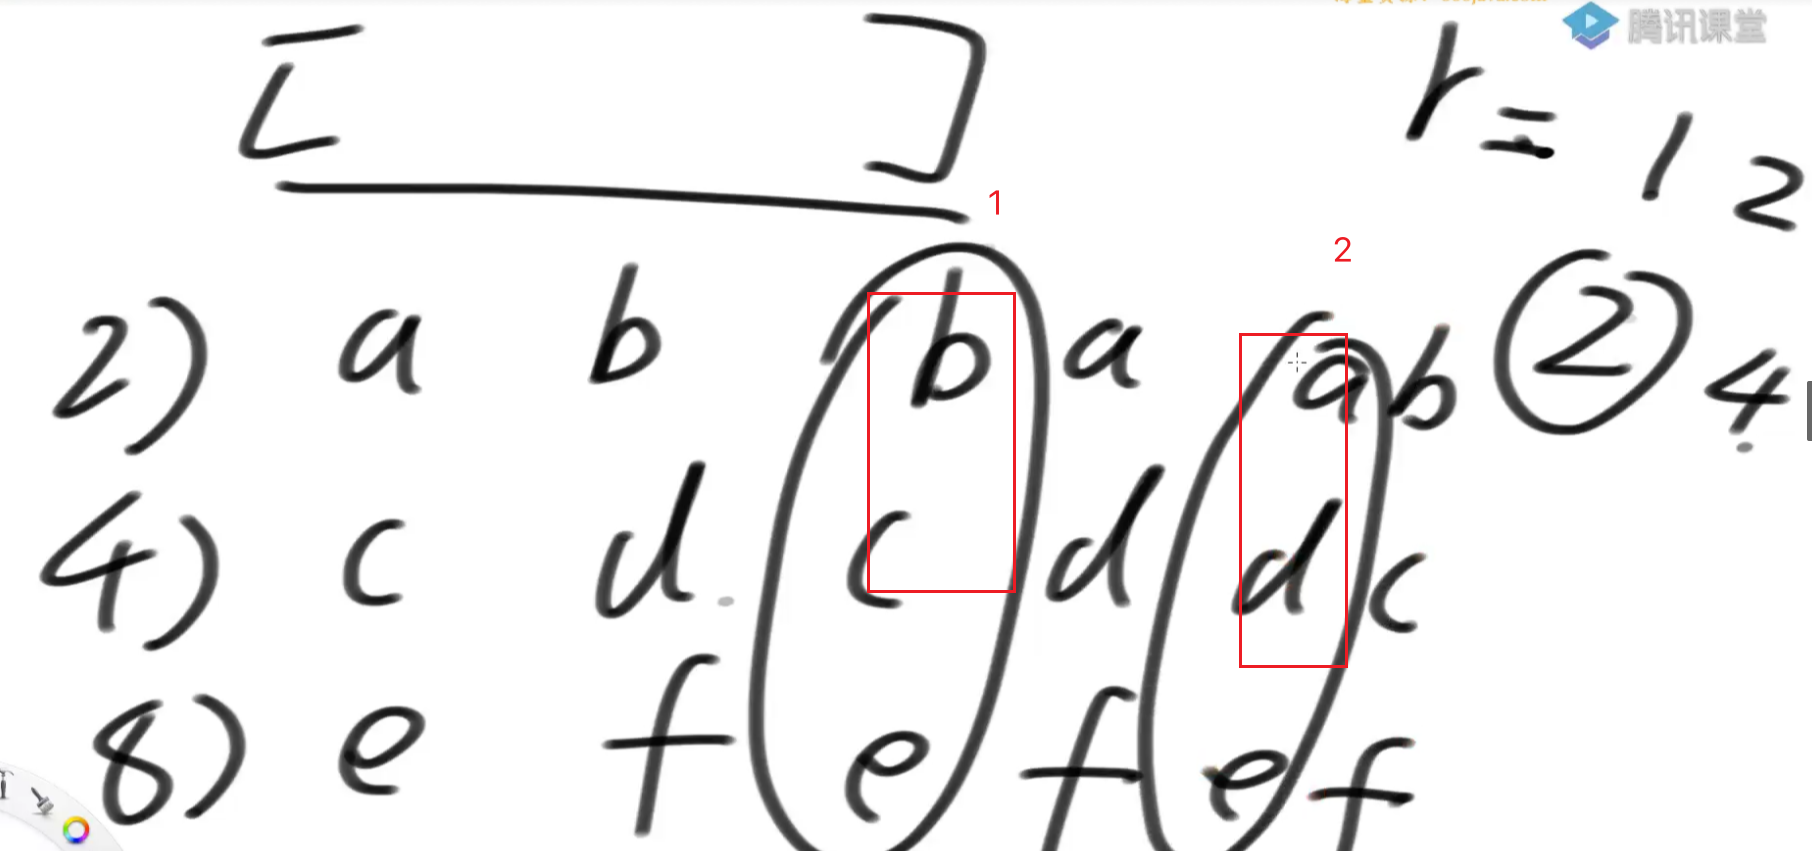 腾讯课堂
[ ] r = 1 2
1
2
2) a b b a a b ② 4
4) c d c d d c
8) e f e f e f